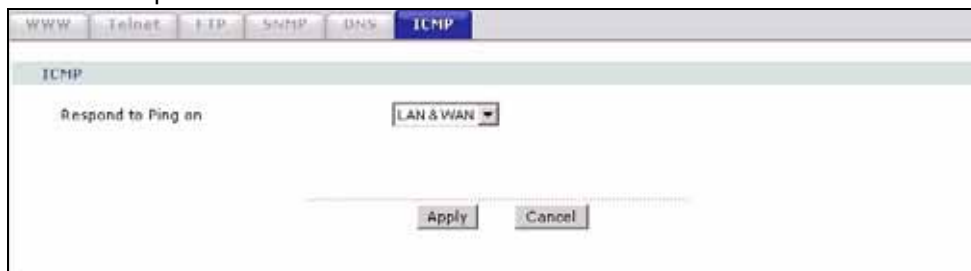 WWW Telnet FTP SNMP DNS ICMP
ICMP
Respond to Ping on LAN & WAN
Apply Cancel